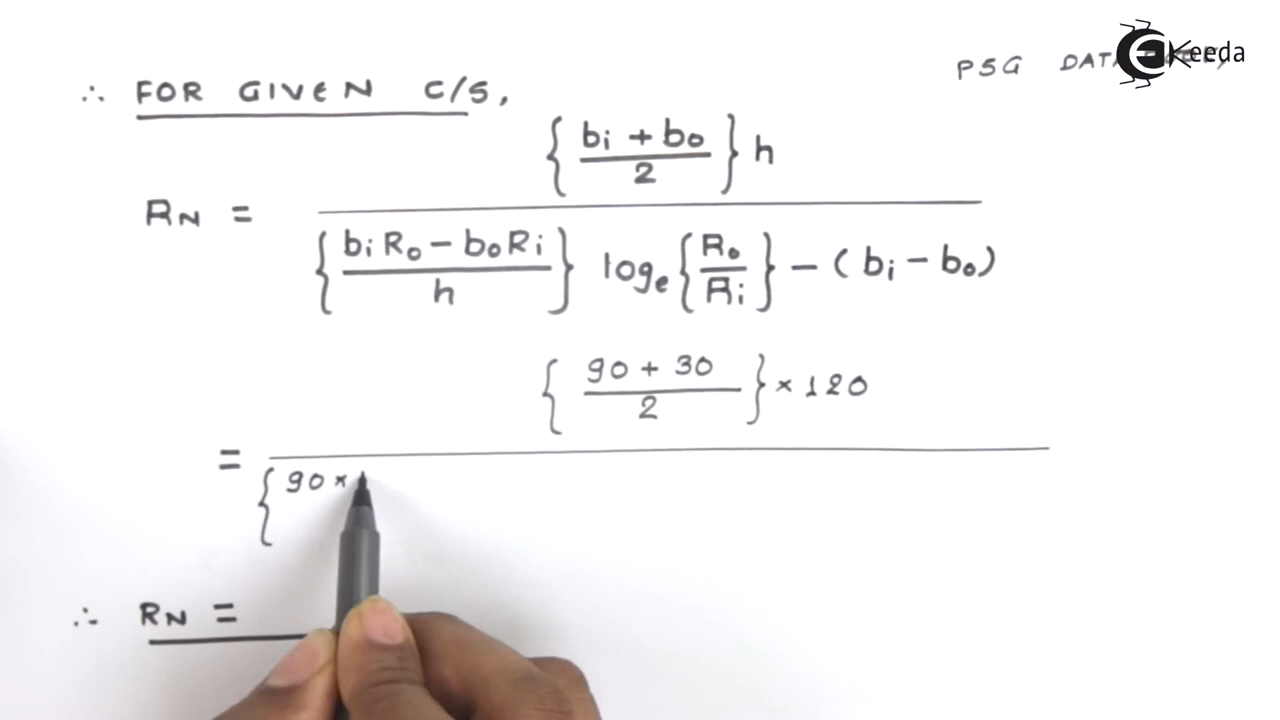 PSG DATA
Keeda
∴ FOR GIVEN C/S,
{ bi + bo / 2 } h
RN =
{ bi Ro - bo Ri / h } loge { Ro / Ri } - ( bi - bo )
{ 90 + 30 / 2 } × 120
=
{ 90 ×
∴ RN =